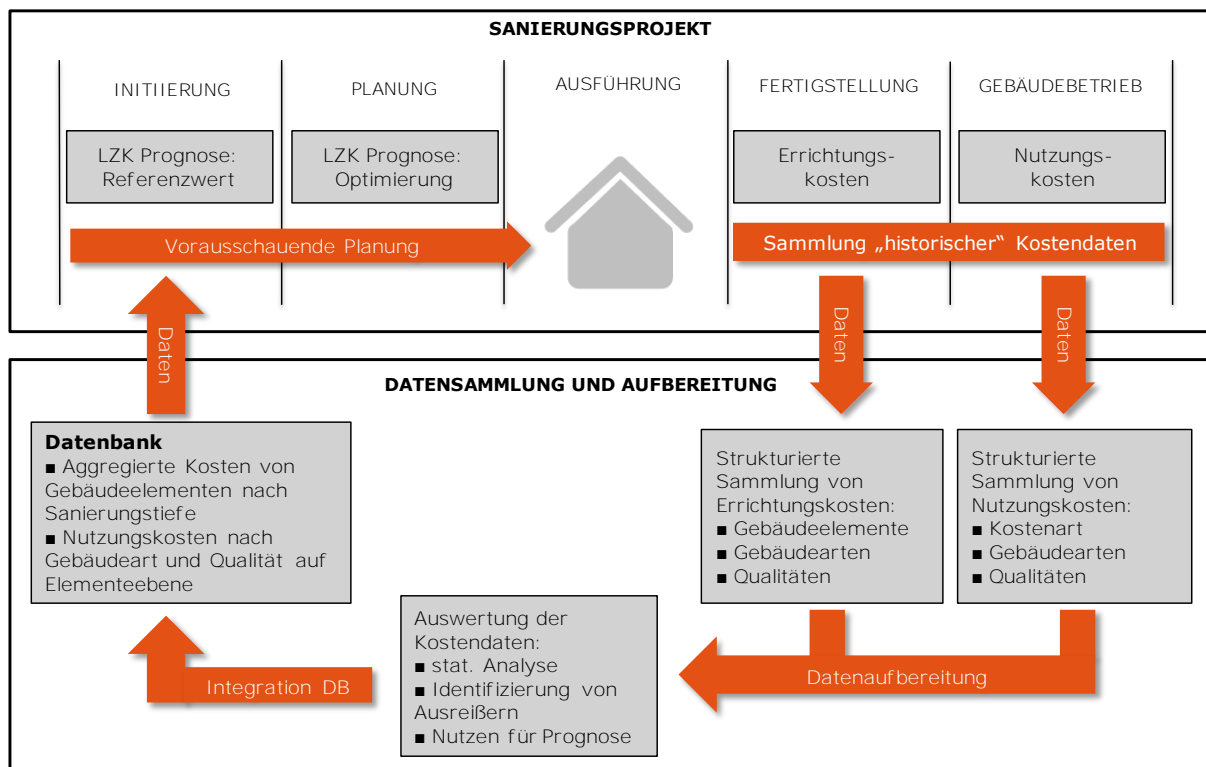 SANIERUNGSPROJEKT
INITIIERUNG
PLANUNG
AUSFÜHRUNG
FERTIGSTELLUNG
GEBÄUDEBETRIEB
LZK Prognose:
Referenzwert
LZK Prognose:
Optimierung
Errichtungs-
kosten
Nutzungs-
kosten
Vorausschauende Planung
Sammlung „historischer“ Kostendaten
Daten
Daten
Daten
DATENSAMMLUNG UND AUFBEREITUNG
Datenbank
■ Aggregierte Kosten von
Gebäudeelementen nach
Sanierungstiefe
■ Nutzungskosten nach
Gebäudeart und Qualität auf
Elementeebene
Strukturierte
Sammlung von
Errichtungskosten:
■ Gebäudeelemente
■ Gebäudearten
■ Qualitäten
Strukturierte
Sammlung von
Nutzungskosten:
■ Kostenart
■ Gebäudearten
■ Qualitäten
Auswertung der
Kostendaten:
■ stat. Analyse
■ Identifizierung von
Ausreißern
■ Nutzen für Prognose
Integration DB
Datenaufbereitung